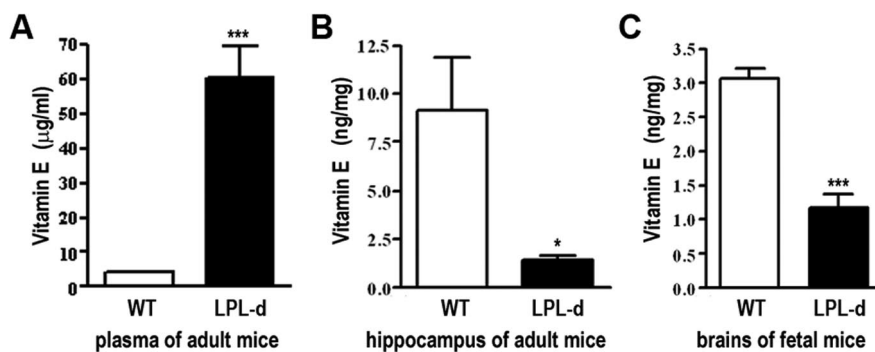 A
Vitamin E (μg/ml)
70
60
50
40
30
20
10
0
***
WT LPL-d
plasma of adult mice
B
Vitamin E (ng/mg)
12.5
10.0
7.5
5.0
2.5
0.0
*
WT LPL-d
hippocampus of adult mice
C
Vitamin E (ng/mg)
3.5
3.0
2.5
2.0
1.5
1.0
0.5
0.0
***
WT LPL-d
brains of fetal mice